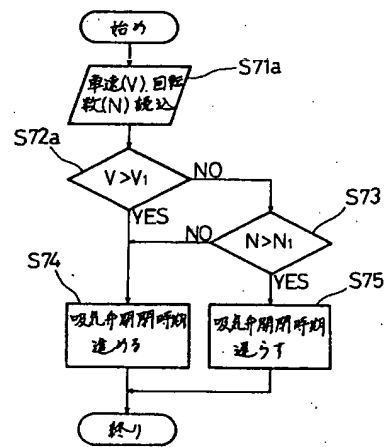 始め
S71a
車速(V).回転
数(N) 読込
S72a
V>V₁
NO
S73
YES
NO
N>N₁
YES
S74
S75
吸気弁開閉時期
進める
吸気弁開閉時期
遅らす
終り